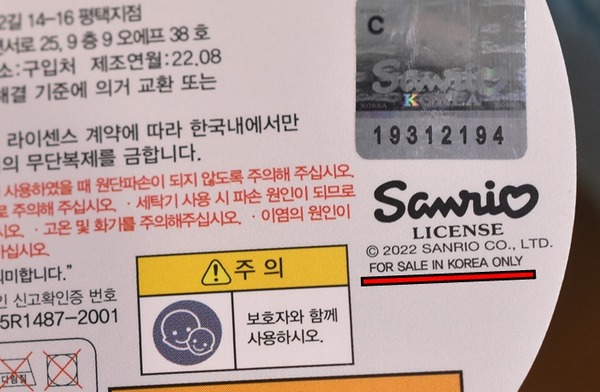 길 14-16 평택지점
서로 25, 9 층 9 오에프 38 호
소:구입처 제조연월:22.08
해결 기준에 의거 교환 또는
라이센스 계약에 따라 한국내에서만
의 무단복제를 금합니다.
사용하였을 때 원단파손이 되지 않도록 주의해 주십시오.
로 주의해 주십시오. · 세탁기 사용 시 파손 원인이 되므로
시오. · 고온 및 화기를 주의해주십시오. · 이염의 원인이
십시오.
의미합니다."
인 신고확인증 번호
5R1487-2001
주의
보호자와 함께
사용하시오.
C
Sanrio
KOREA
19312194
Sanrio
LICENSE
© 2022 SANRIO CO., LTD.
FOR SALE IN KOREA ONLY